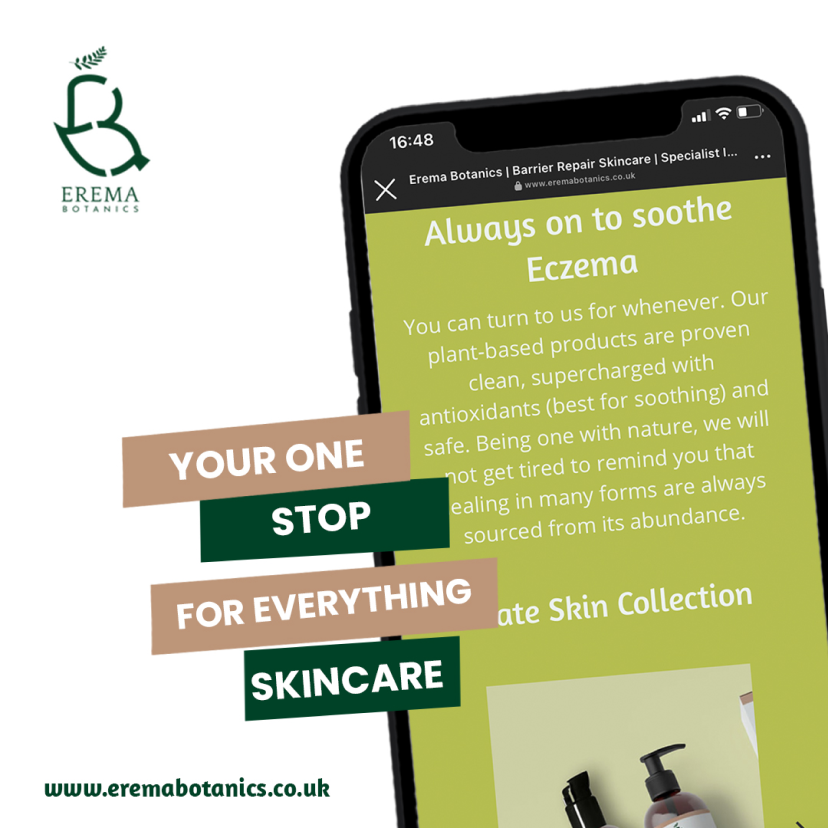 EREMA
BOTANICS
16:48
Erema Botanics | Barrier Repair Skincare | Specialist I...
www.eremabotanics.co.uk
Always on to soothe
Eczema
You can turn to us for whenever. Our
plant-based products are proven
clean, supercharged with
antioxidants (best for soothing) and
safe. Being one with nature, we will
not get tired to remind you that
ealing in many forms are always
sourced from its abundance.
ate Skin Collection
YOUR ONE
STOP
FOR EVERYTHING
SKINCARE
www.eremabotanics.co.uk